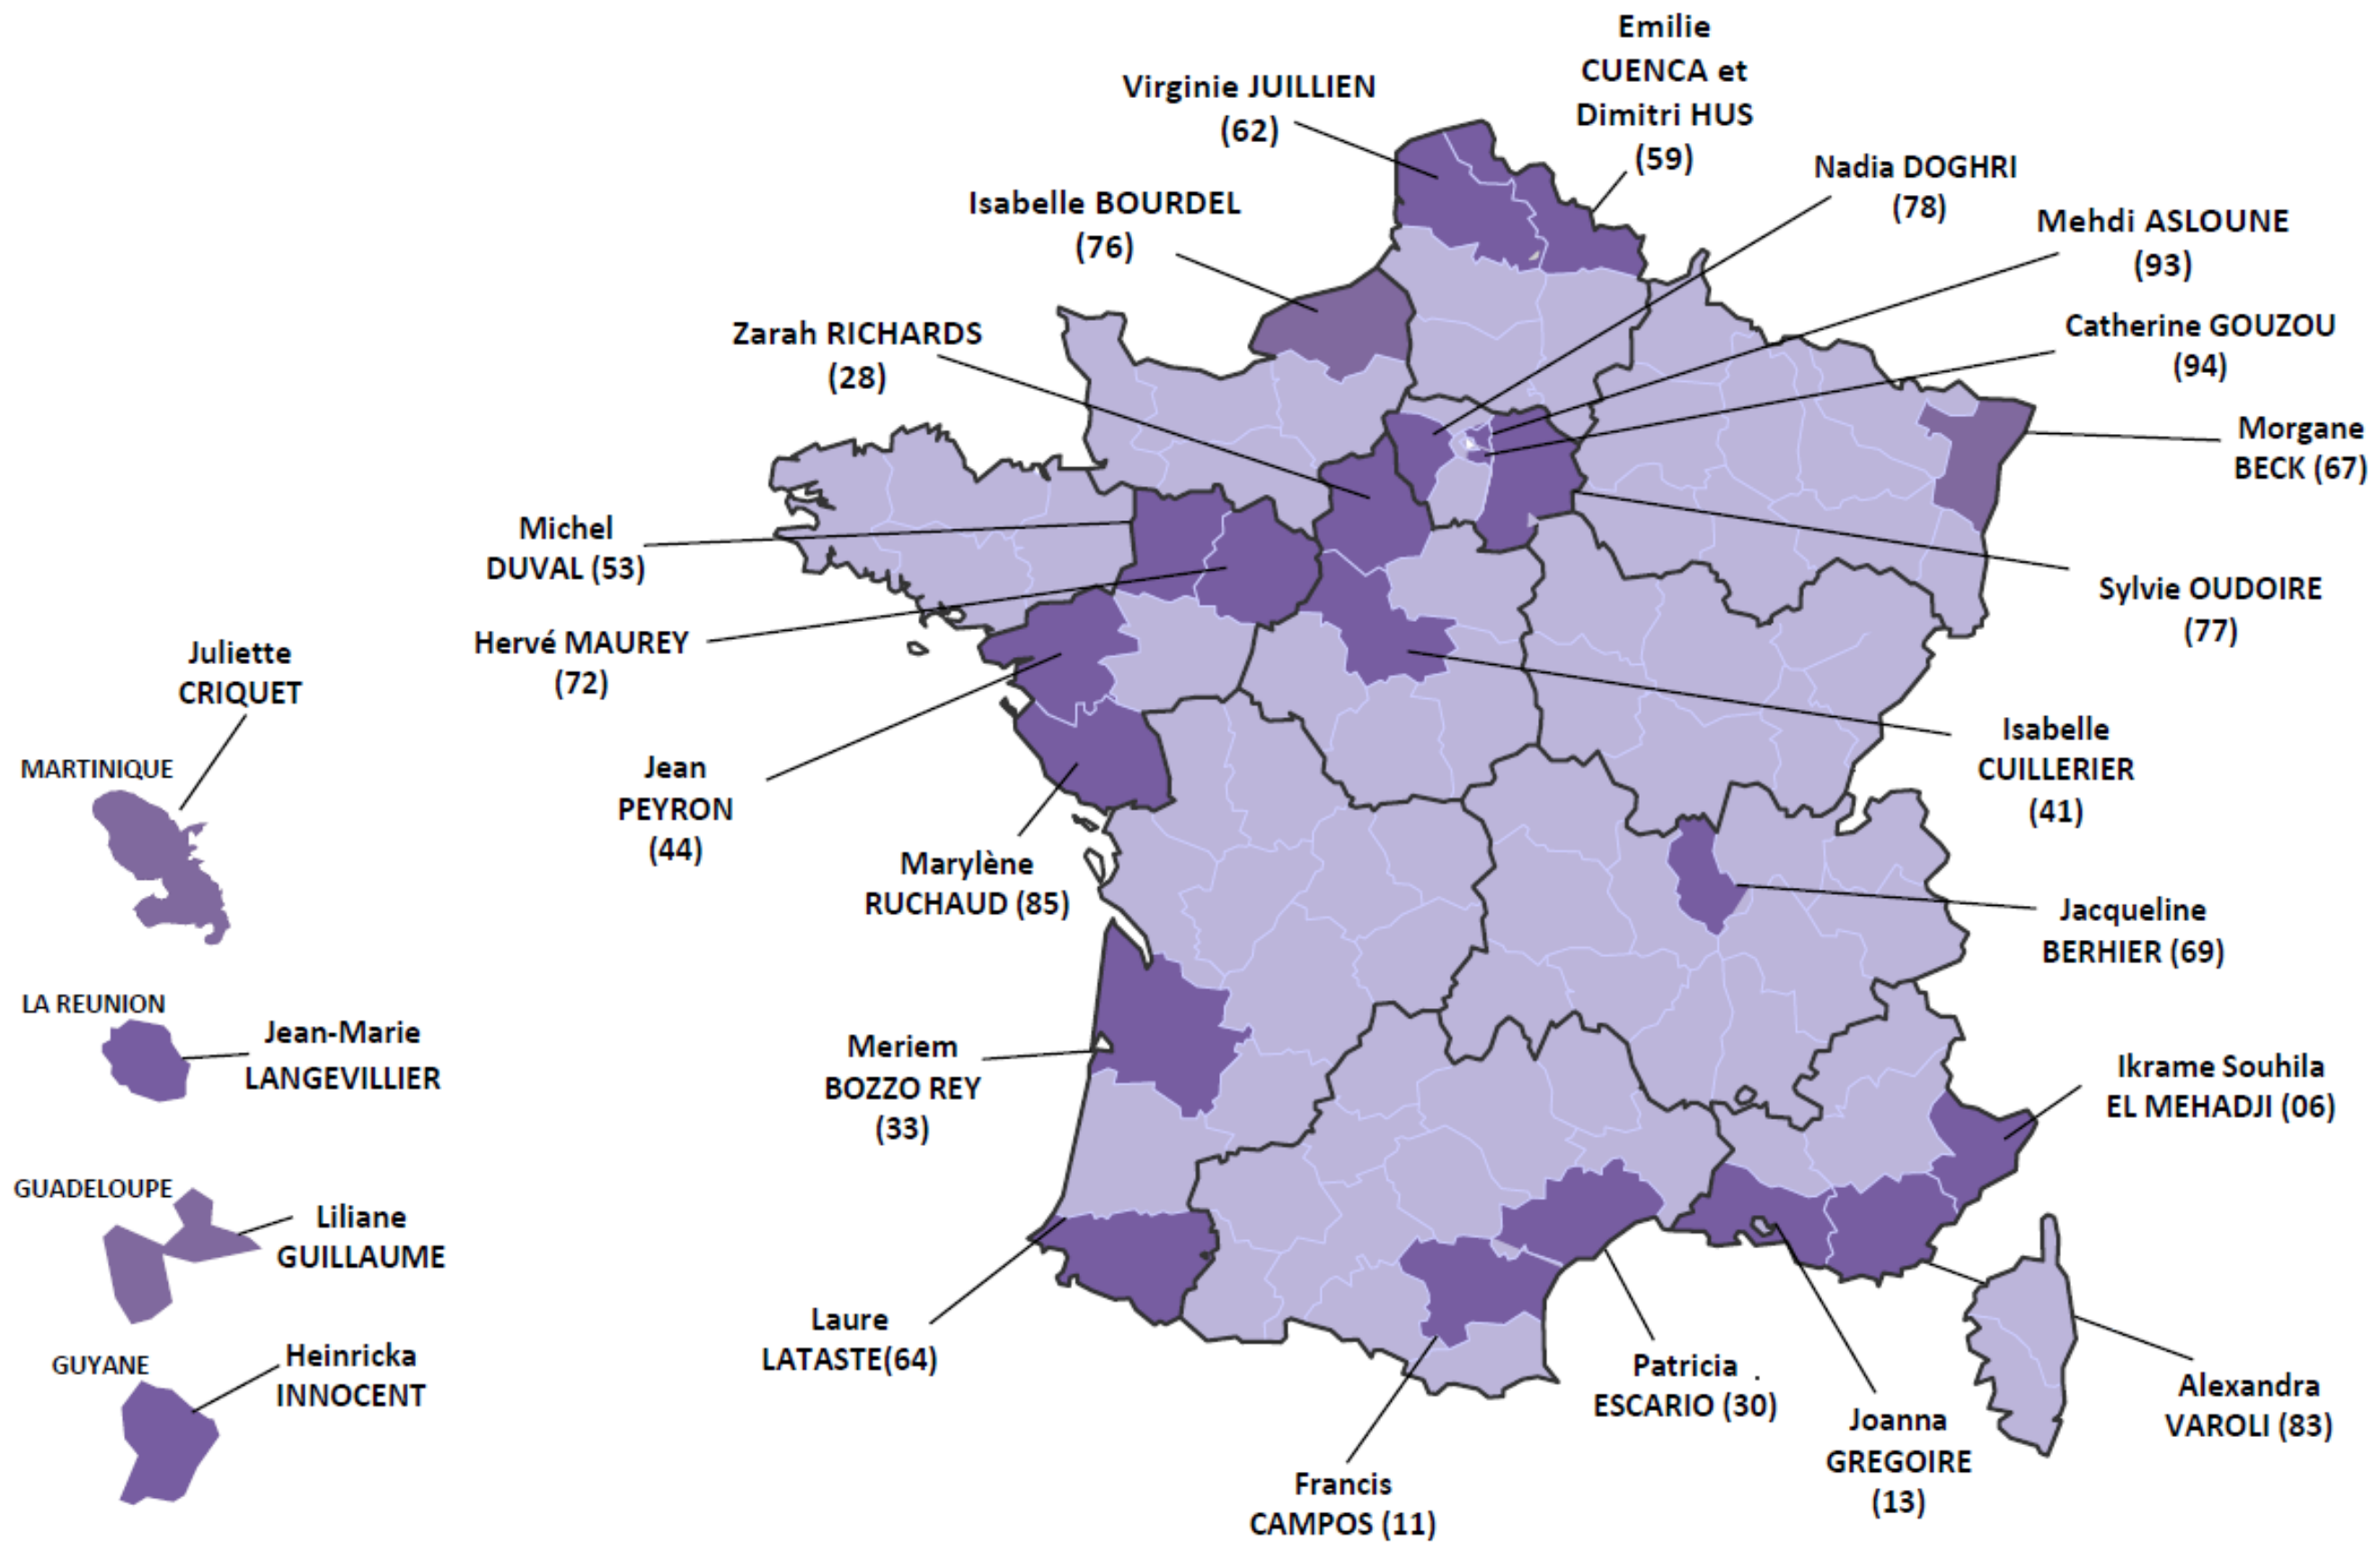 Emilie
CUENCA et
Dimitri HUS
(59)
Virginie JUILLIEN
(62)
Nadia DOGHRI
(78)
Isabelle BOURDEL
(76)
Mehdi ASLOUNE
(93)
Zarah RICHARDS
(28)
Catherine GOUZOU
(94)
Morgane
BECK (67)
Michel
DUVAL (53)
Sylvie OUDOIRE
(77)
Hervé MAUREY
(72)
Juliette
CRIQUET
MARTINIQUE
Isabelle
CUILLERIER
(41)
Jean
PEYRON
(44)
Marylène
RUCHAUD (85)
Jacqueline
BERHIER (69)
LA REUNION
Jean-Marie
LANGEVILLIER
Meriem
BOZZO REY
(33)
Ikrame Souhila
EL MEHADJI (06)
GUADELOUPE
Liliane
GUILLAUME
Laure
LATASTE(64)
GUYANE
Heinricka
INNOCENT
Patricia .
ESCARIO (30)
Alexandra
VAROLI (83)
Joanna
GREGOIRE
(13)
Francis
CAMPOS (11)